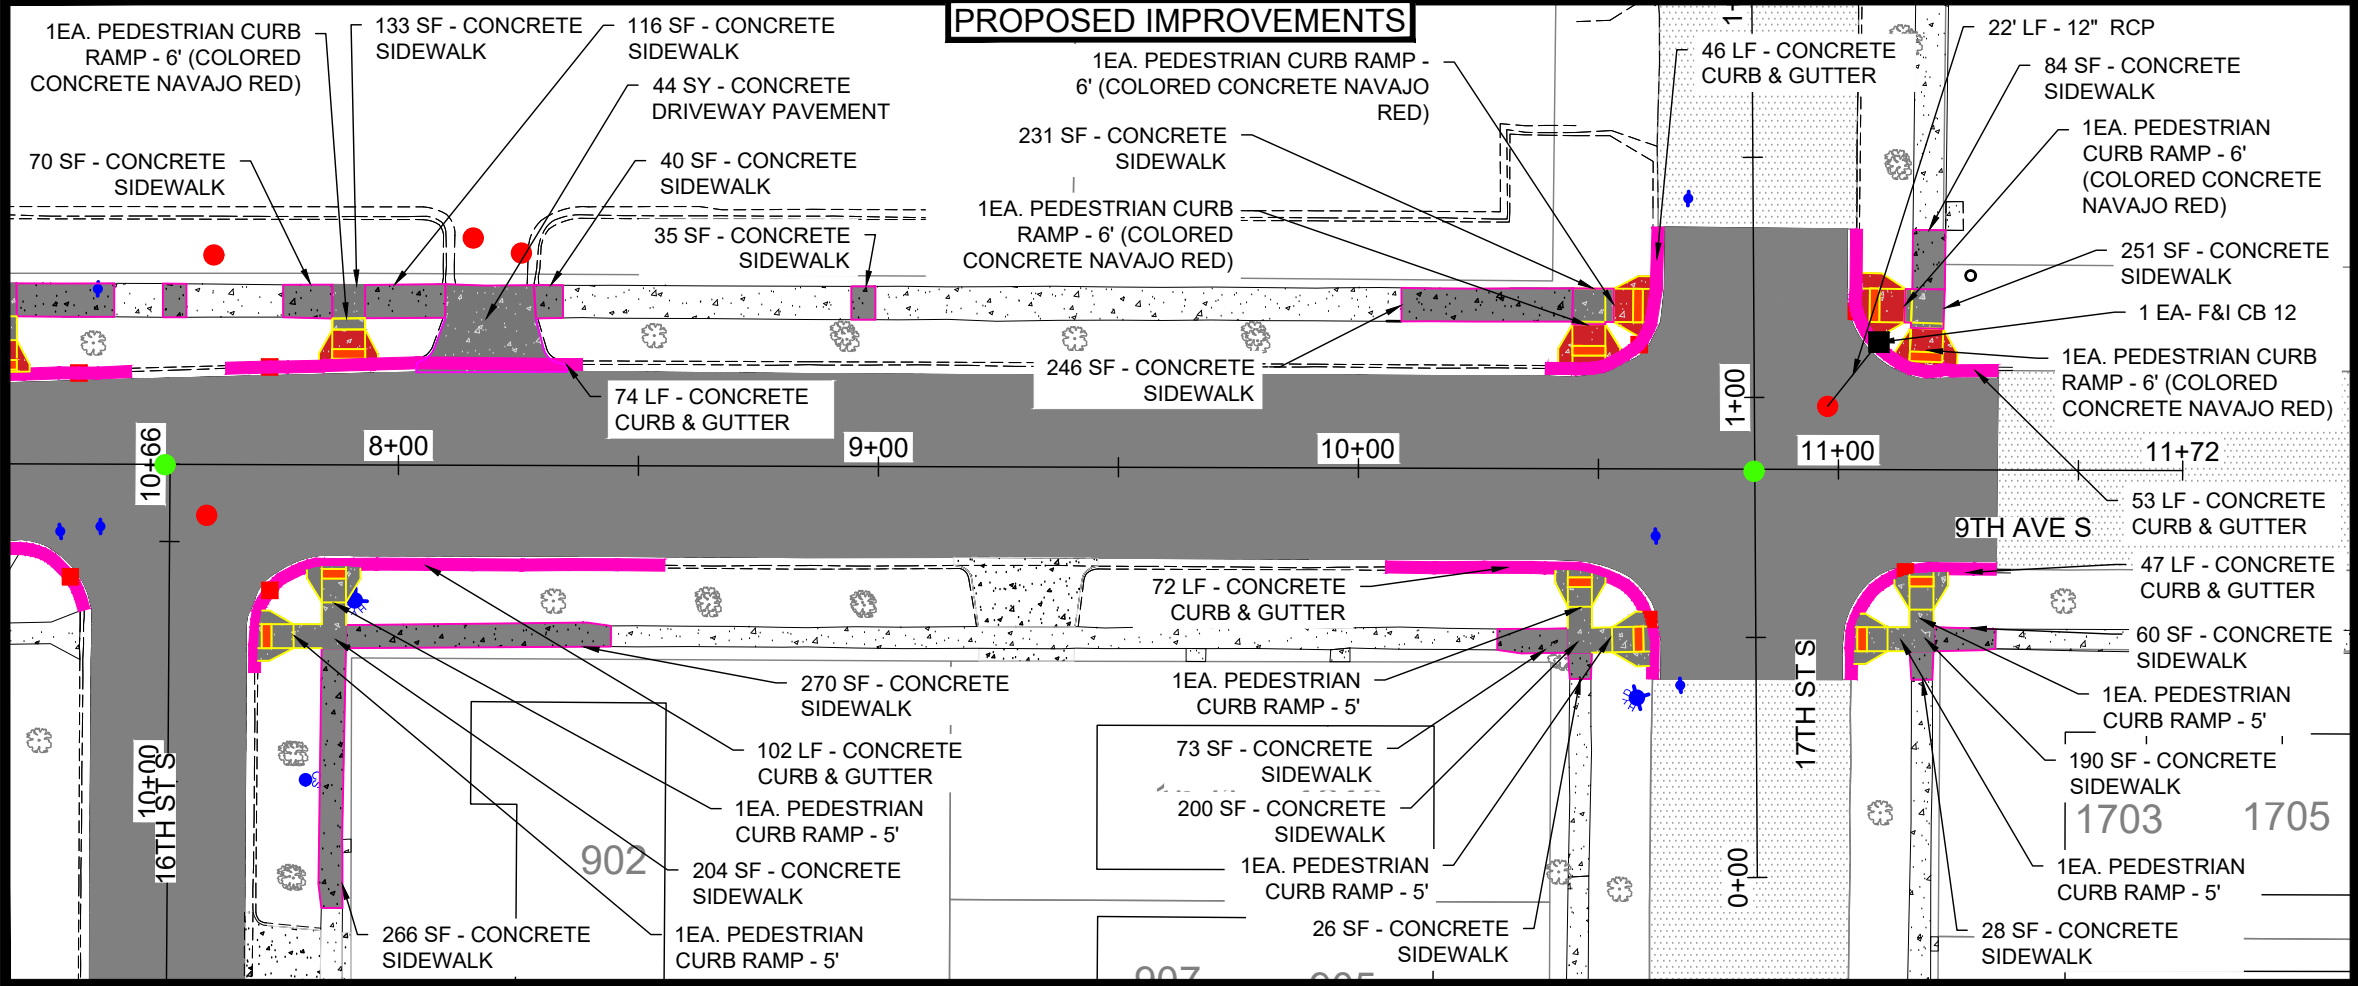 PROPOSED IMPROVEMENTS
1EA. PEDESTRIAN CURB
RAMP - 6' (COLORED
CONCRETE NAVAJO RED)
133 SF - CONCRETE
SIDEWALK
116 SF - CONCRETE
SIDEWALK
44 SY - CONCRETE
DRIVEWAY PAVEMENT
70 SF - CONCRETE
SIDEWALK
40 SF - CONCRETE
SIDEWALK
35 SF - CONCRETE
SIDEWALK
1EA. PEDESTRIAN CURB RAMP -
6' (COLORED CONCRETE NAVAJO
RED)
231 SF - CONCRETE
SIDEWALK
1EA. PEDESTRIAN CURB
RAMP - 6' (COLORED
CONCRETE NAVAJO RED)
246 SF - CONCRETE
SIDEWALK
46 LF - CONCRETE
CURB & GUTTER
22' LF - 12" RCP
84 SF - CONCRETE
SIDEWALK
1EA. PEDESTRIAN
CURB RAMP - 6'
(COLORED CONCRETE
NAVAJO RED)
251 SF - CONCRETE
SIDEWALK
1 EA- F&I CB 12
1EA. PEDESTRIAN CURB
RAMP - 6' (COLORED
CONCRETE NAVAJO RED)
74 LF - CONCRETE
CURB & GUTTER
10+66
8+00
9+00
10+00
1+00
11+00
11+72
9TH AVE S
53 LF - CONCRETE
CURB & GUTTER
47 LF - CONCRETE
CURB & GUTTER
60 SF - CONCRETE
SIDEWALK
1EA. PEDESTRIAN
CURB RAMP - 5'
190 SF - CONCRETE
SIDEWALK
1703
1705
1EA. PEDESTRIAN
CURB RAMP - 5'
28 SF - CONCRETE
SIDEWALK
72 LF - CONCRETE
CURB & GUTTER
1EA. PEDESTRIAN
CURB RAMP - 5'
73 SF - CONCRETE
SIDEWALK
200 SF - CONCRETE
SIDEWALK
1EA. PEDESTRIAN
CURB RAMP - 5'
26 SF - CONCRETE
SIDEWALK
17TH ST S
0+00
270 SF - CONCRETE
SIDEWALK
102 LF - CONCRETE
CURB & GUTTER
1EA. PEDESTRIAN
CURB RAMP - 5'
204 SF - CONCRETE
SIDEWALK
1EA. PEDESTRIAN
CURB RAMP - 5'
266 SF - CONCRETE
SIDEWALK
902
10+00
16TH ST S
907